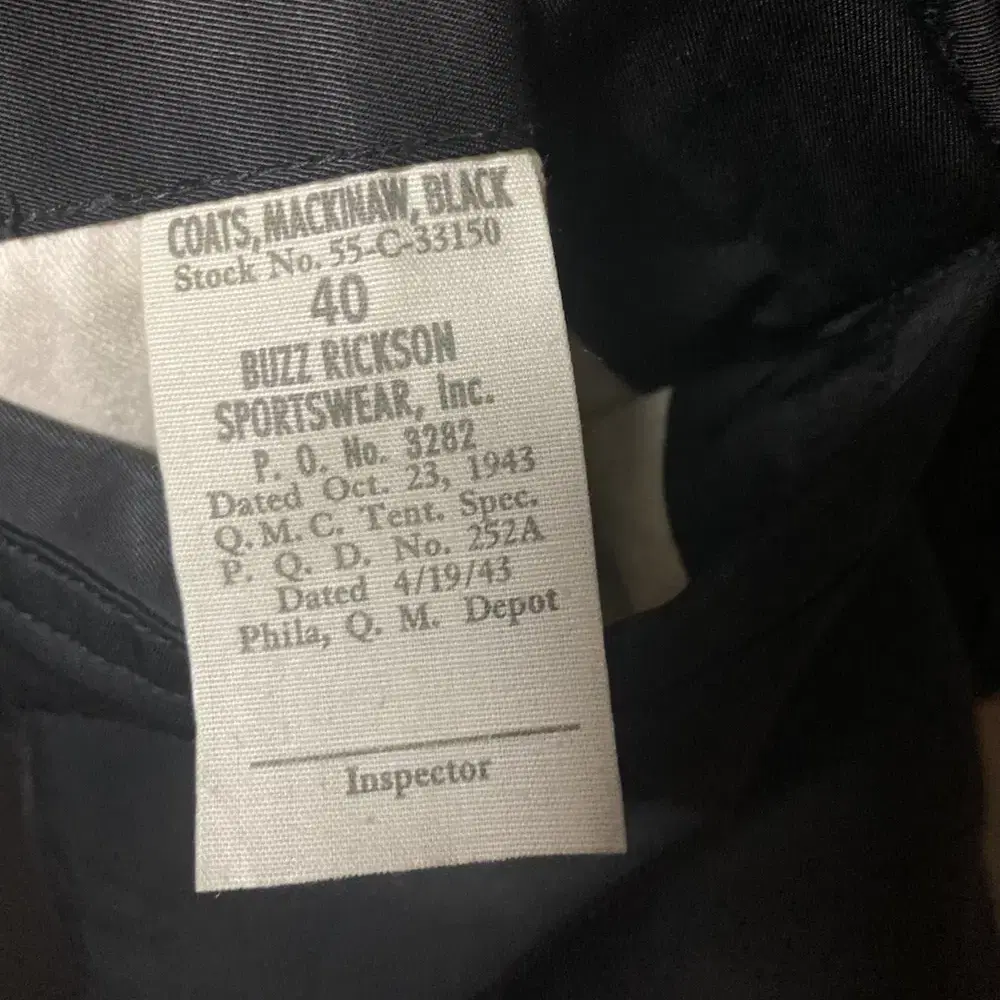 COATS, MACKINAW, BLACK
Stock No. 55-C-33150
40
BUZZ RICKSON
SPORTSWEAR, Inc.
P. O. No. 3282
Dated Oct. 23, 1943
Q.M.C. Tent. Spec.
P. Q. D. No. 252A
Dated 4/19/43
Phila, Q. M. Depot
Inspector